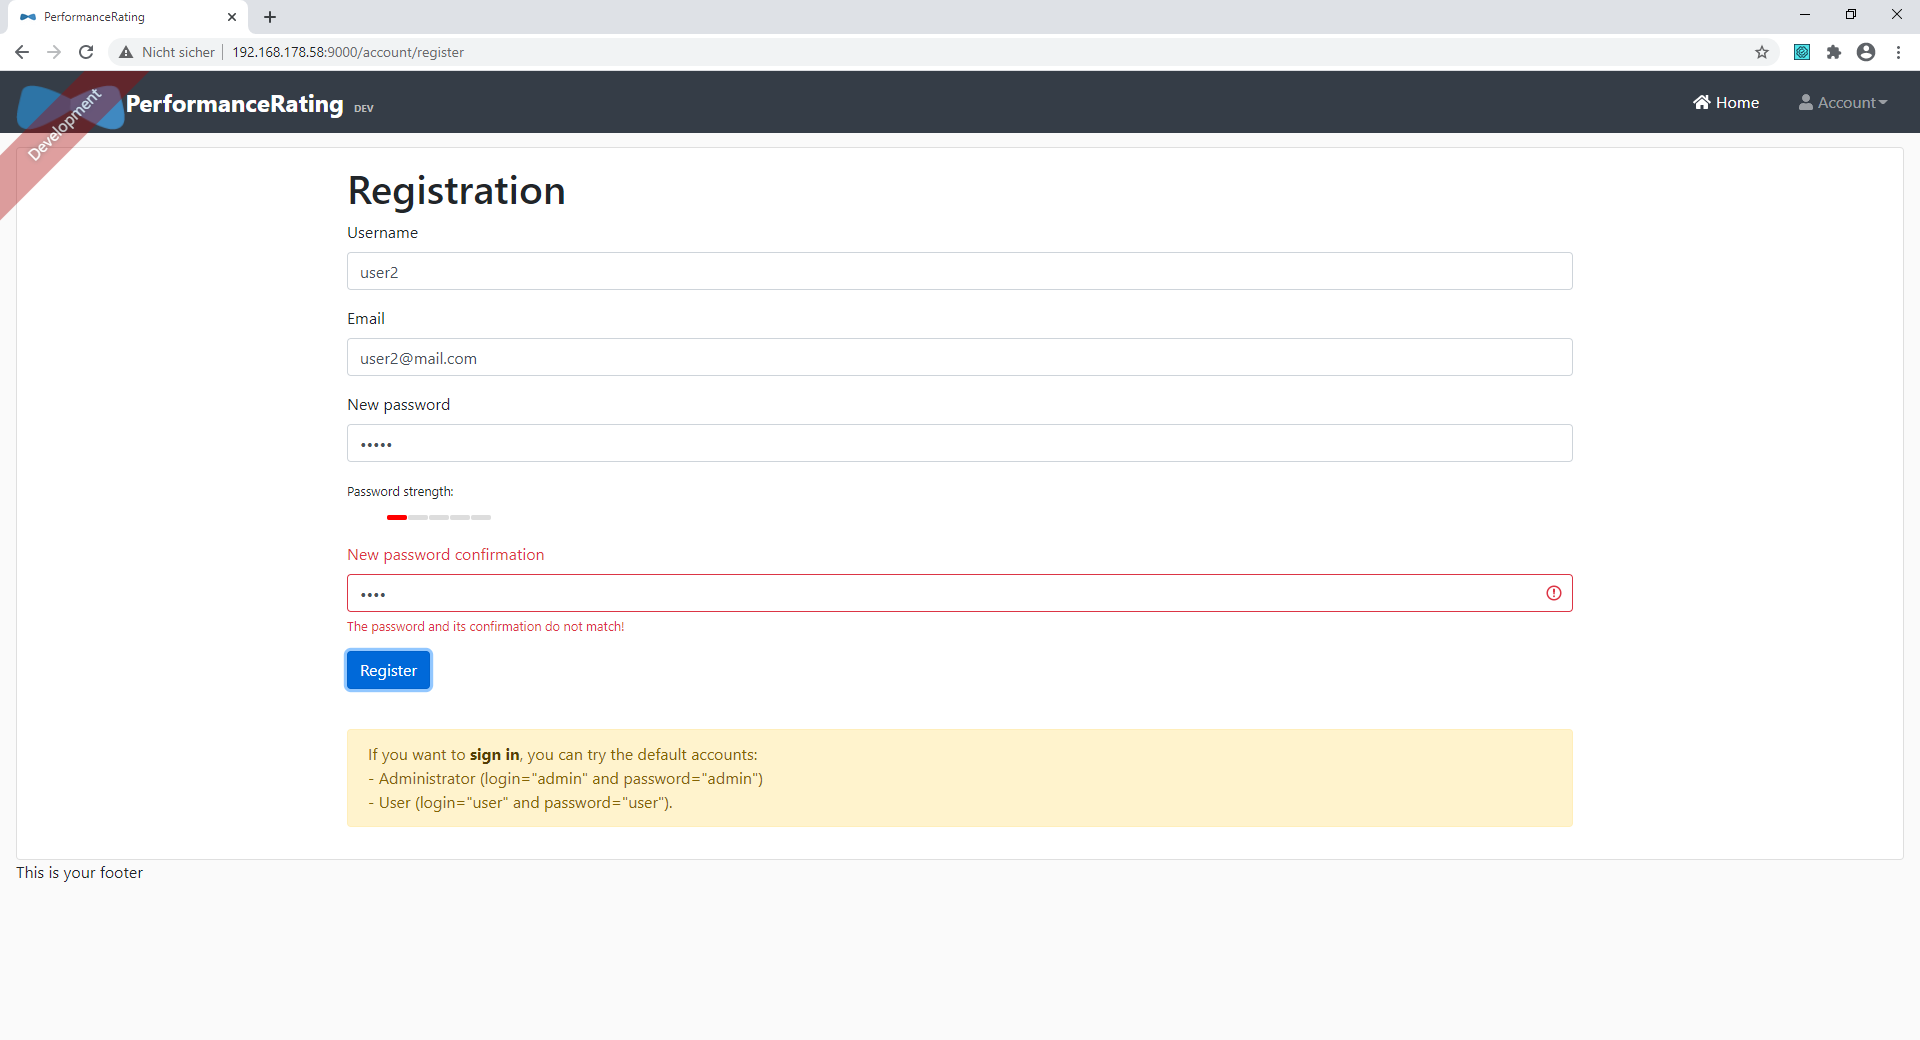 PerformanceRating
Nicht sicher
192.168.178.58:9000/account/register
Development
PerformanceRating DEV
Home
Account
Registration
Username
user2
Email
user2@mail.com
New password
•••••
Password strength:
New password confirmation
••••
The password and its confirmation do not match!
Register
If you want to sign in, you can try the default accounts:
- Administrator (login="admin" and password="admin")
- User (login="user" and password="user").
This is your footer